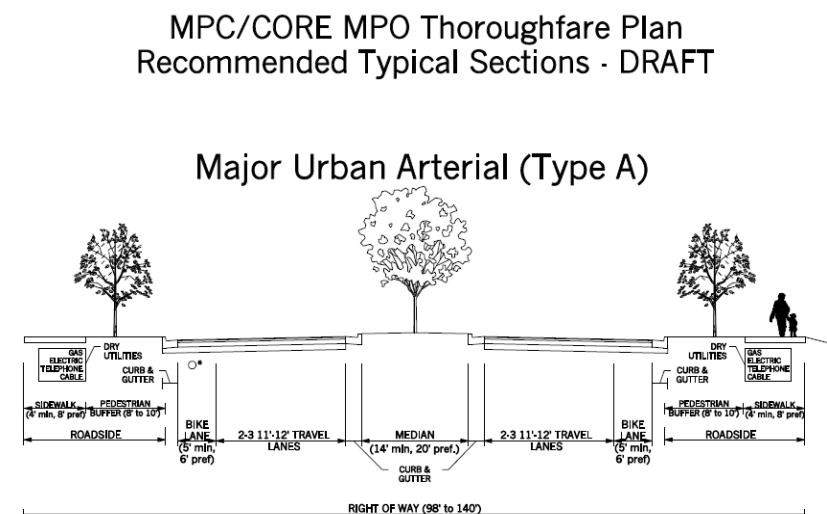 MPC/CORE MPO Thoroughfare Plan
Recommended Typical Sections - DRAFT
Major Urban Arterial (Type A)
GAS
ELECTRIC
TELEPHONE
CABLE
DRY
UTILITIES
CURB &
GUTTER
SIDEWALK
(4' min, 8' pref)
PEDESTRIAN
BUFFER (8' to 10')
ROADSIDE
BIKE
LANE
(5' min,
6' pref)
2-3 11'-12' TRAVEL
LANES
MEDIAN
(14' min, 20' pref.)
CURB &
GUTTER
2-3 11'-12' TRAVEL
LANES
BIKE
LANE
(5' min,
6' pref)
CURB &
GUTTER
DRY
UTILITIES
GAS
ELECTRIC
TELEPHONE
CABLE
PEDESTRIAN
BUFFER (8' to 10')
SIDEWALK
(4' min, 8' pref)
ROADSIDE
RIGHT OF WAY (98' to 140')